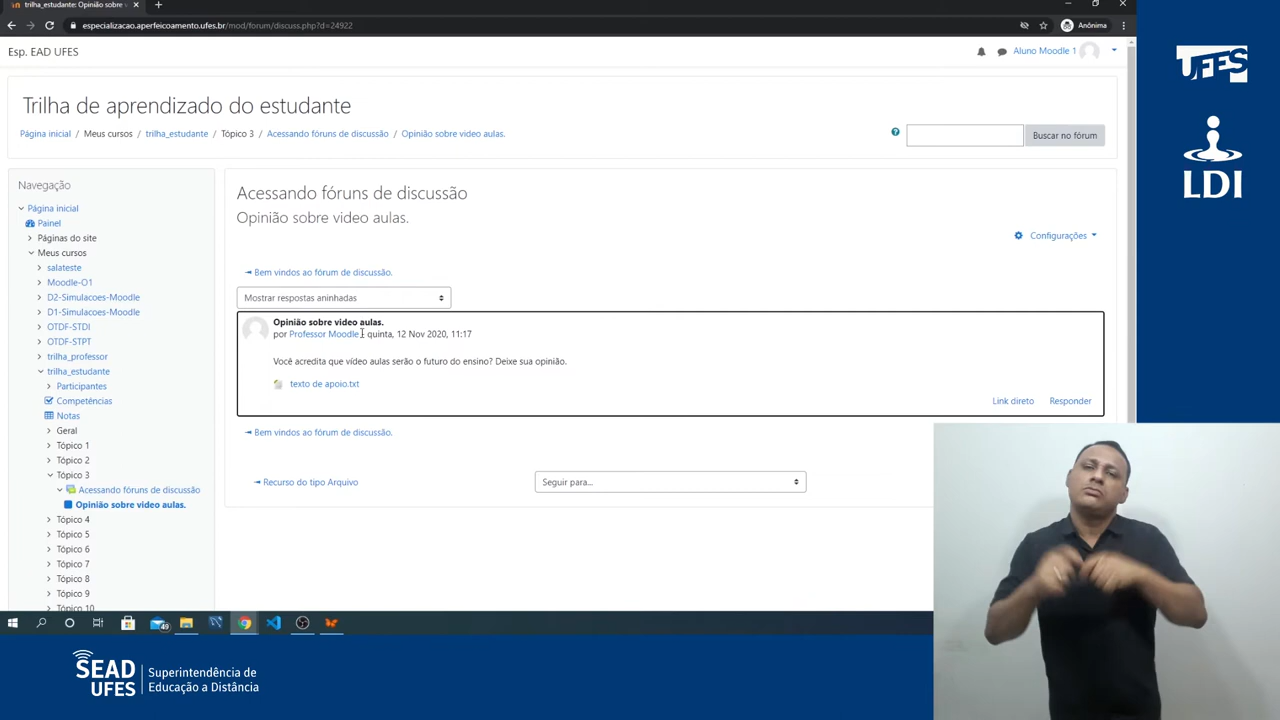 trilha_estudante: Opinião sobre v
especializacao.aperfeicoamento.ufes.br/mod/forum/discuss.php?d=24922
Anônima
Esp. EAD UFES
Aluno Moodle 1
Trilha de aprendizado do estudante
Página inicial / Meus cursos / trilha_estudante / Tópico 3 / Acessando fóruns de discussão / Opinião sobre video aulas.
Buscar no fórum
Navegação
Página inicial
Painel
Páginas do site
Meus cursos
salateste
Moodle-O1
D2-Simulacoes-Moodle
D1-Simulacoes-Moodle
OTDF-STDI
OTDF-STPT
trilha_professor
trilha_estudante
Participantes
Competências
Notas
Geral
Tópico 1
Tópico 2
Tópico 3
Acessando fóruns de discussão
Opinião sobre video aulas.
Tópico 4
Tópico 5
Tópico 6
Tópico 7
Tópico 8
Tópico 9
Tópico 10
Acessando fóruns de discussão
Opinião sobre video aulas.
Configurações
◄ Bem vindos ao fórum de discussão.
Mostrar respostas aninhadas
Opinião sobre video aulas.
por Professor Moodle - quinta, 12 Nov 2020, 11:17
Você acredita que vídeo aulas serão o futuro do ensino? Deixe sua opinião.
texto de apoio.txt
Link direto Responder
◄ Bem vindos ao fórum de discussão.
◄ Recurso do tipo Arquivo
Seguir para...
49
UFES
LDI
SEAD
UFES
Superintendência de
Educação a Distância